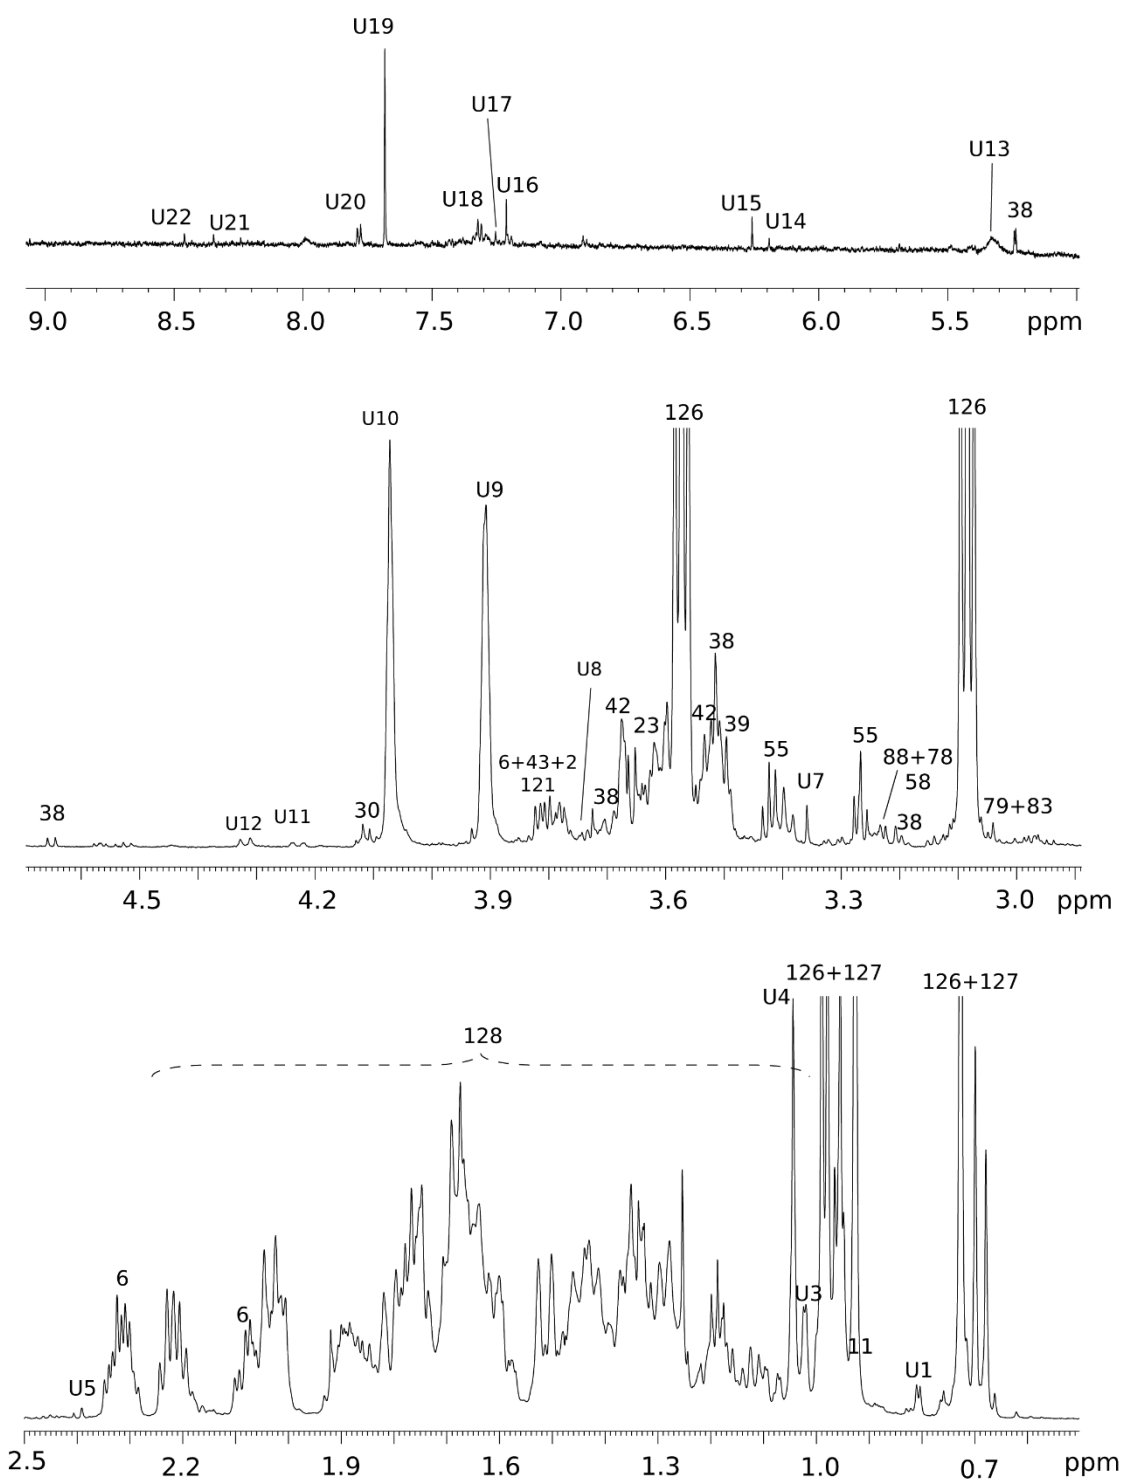 U19
U17
U22 U21 U20 U18 U16 U15 U14 U13 38
9.0 8.5 8.0 7.5 7.0 6.5 6.0 5.5 ppm
U10 126 126
U9
U8 38
42 23 42 39
6+43+2 55 U7 55 88+78
121 38 58
38 U12 U11 30 38 79+83
4.5 4.2 3.9 3.6 3.3 3.0 ppm
126+127 126+127
U4
128
6 6 U3
11
U5 U1
2.5 2.2 1.9 1.6 1.3 1.0 0.7 ppm